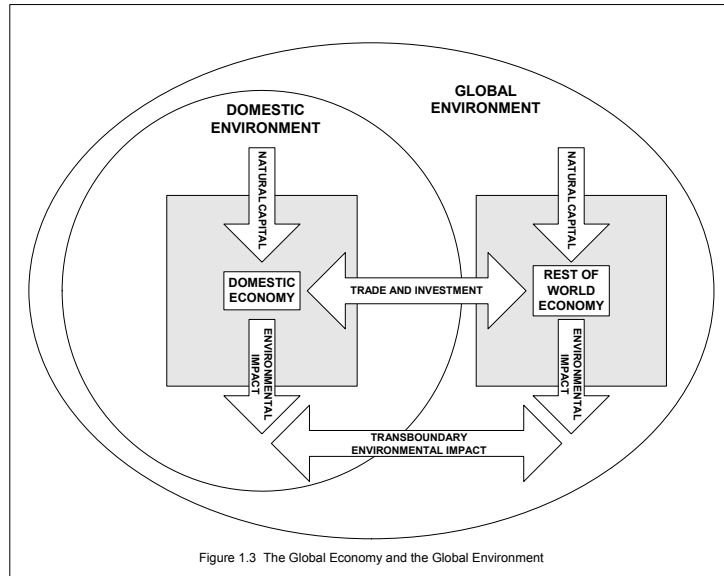 GLOBAL
ENVIRONMENT
DOMESTIC
ENVIRONMENT
NATURAL CAPITAL
NATURAL CAPITAL
DOMESTIC
ECONOMY
TRADE AND INVESTMENT
REST OF
WORLD
ECONOMY
ENVIRONMENTAL
IMPACT
ENVIRONMENTAL
IMPACT
TRANSBOUNDARY
ENVIRONMENTAL IMPACT
Figure 1.3 The Global Economy and the Global Environment